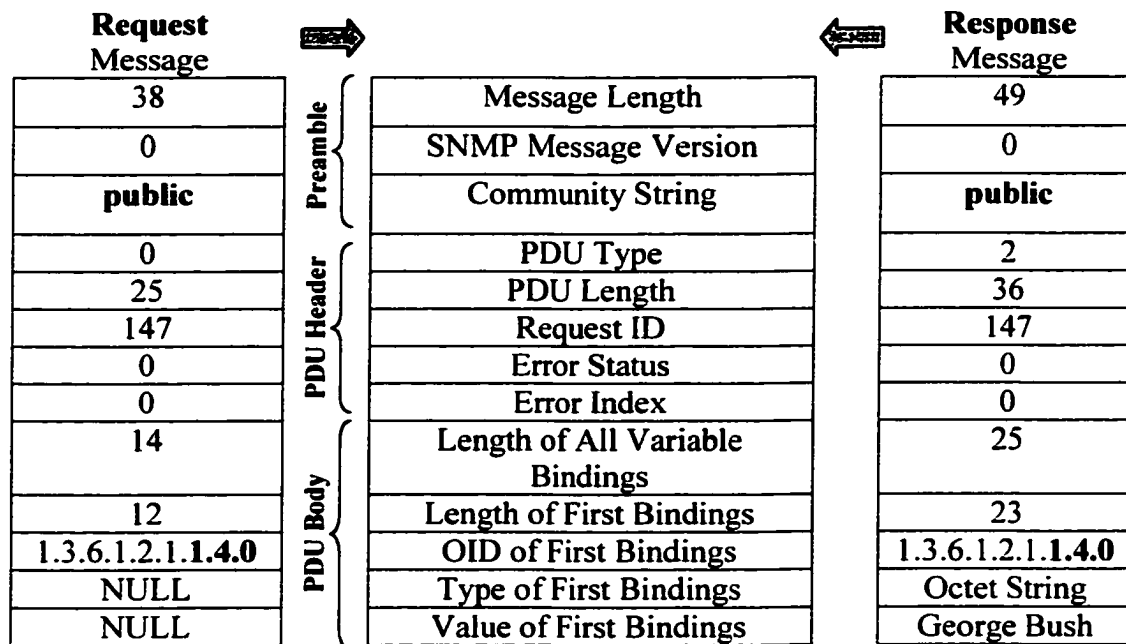 Request Response
Message Message
38 Message Length 49
0 SNMP Message Version 0
public Community String public
Preamble
0 PDU Type 2
25 PDU Length 36
147 Request ID 147
0 Error Status 0
0 Error Index 0
PDU Header
14 Length of All Variable 25
Bindings
12 Length of First Bindings 23
1.3.6.1.2.1.1.4.0 OID of First Bindings 1.3.6.1.2.1.1.4.0
NULL Type of First Bindings Octet String
NULL Value of First Bindings George Bush
PDU Body